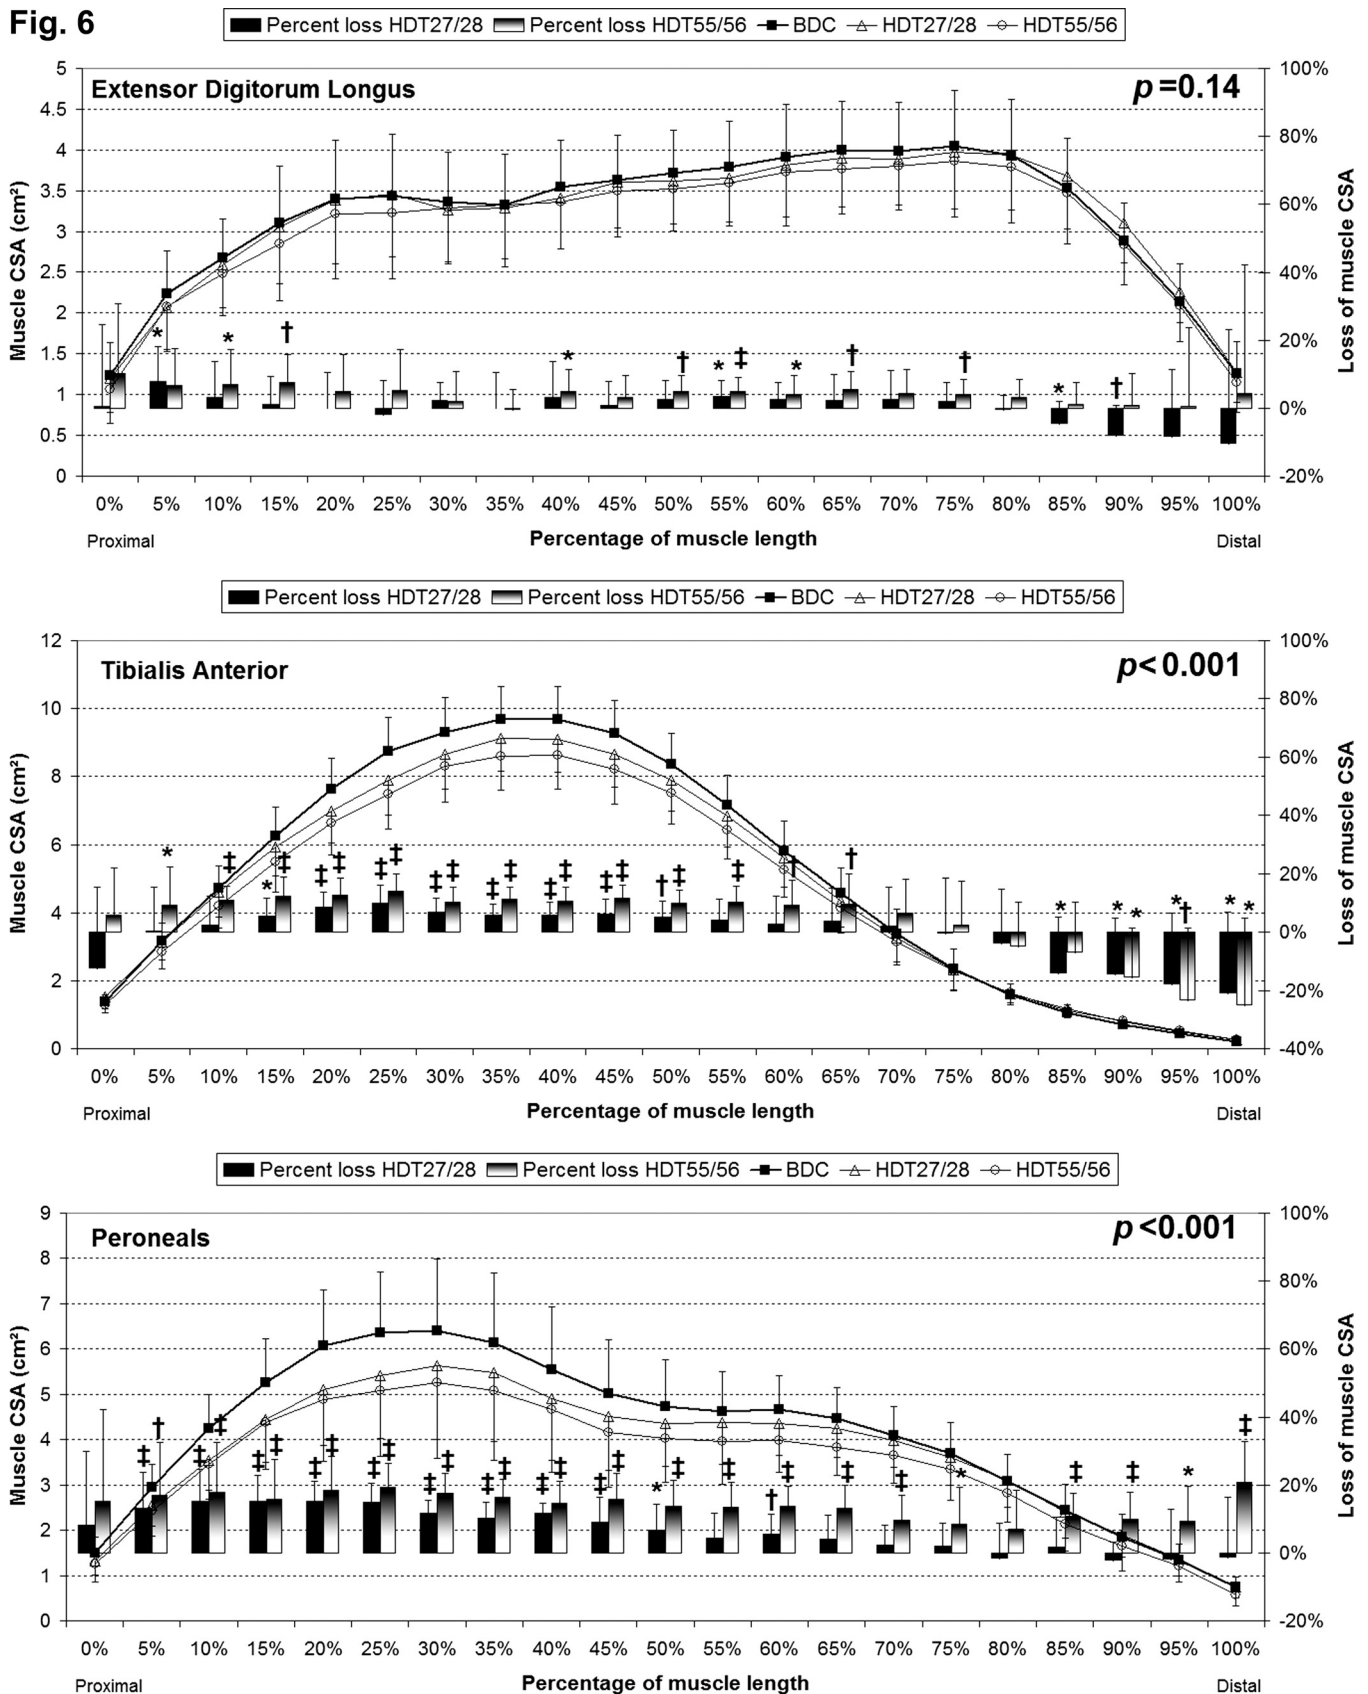 Fig. 6
Percent loss HDT27/28 Percent loss HDT55/56 BDC HDT27/28 HDT55/56
Extensor Digitorum Longus
p=0.14
Muscle CSA (cm²)
5
4.5
4
3.5
3
2.5
2
1.5
1
0.5
0
* * † * † * ‡ * † † * †
100%
80%
60%
40%
20%
0%
-20%
Loss of muscle CSA
0% 5% 10% 15% 20% 25% 30% 35% 40% 45% 50% 55% 60% 65% 70% 75% 80% 85% 90% 95% 100%
Proximal
Percentage of muscle length
Distal
Percent loss HDT27/28 Percent loss HDT55/56 BDC HDT27/28 HDT55/56
Tibialis Anterior
p< 0.001
Muscle CSA (cm²)
12
10
8
6
4
2
0
* ‡ * ‡ ‡ ‡ ‡ ‡ ‡ ‡ ‡ ‡ ‡ ‡ ‡ ‡ † ‡ ‡ † † * * * * † * *
100%
80%
60%
40%
20%
0%
-20%
-40%
Loss of muscle CSA
0% 5% 10% 15% 20% 25% 30% 35% 40% 45% 50% 55% 60% 65% 70% 75% 80% 85% 90% 95% 100%
Proximal
Percentage of muscle length
Distal
Percent loss HDT27/28 Percent loss HDT55/56 BDC HDT27/28 HDT55/56
Peroneals
p<0.001
Muscle CSA (cm²)
9
8
7
6
5
4
3
2
1
0
‡ † ‡ ‡ ‡ ‡ ‡ ‡ ‡ ‡ ‡ ‡ ‡ ‡ ‡ ‡ ‡ ‡ * ‡ ‡ † ‡ ‡ ‡ * ‡ ‡ * ‡
100%
80%
60%
40%
20%
0%
-20%
Loss of muscle CSA
0% 5% 10% 15% 20% 25% 30% 35% 40% 45% 50% 55% 60% 65% 70% 75% 80% 85% 90% 95% 100%
Proximal
Percentage of muscle length
Distal